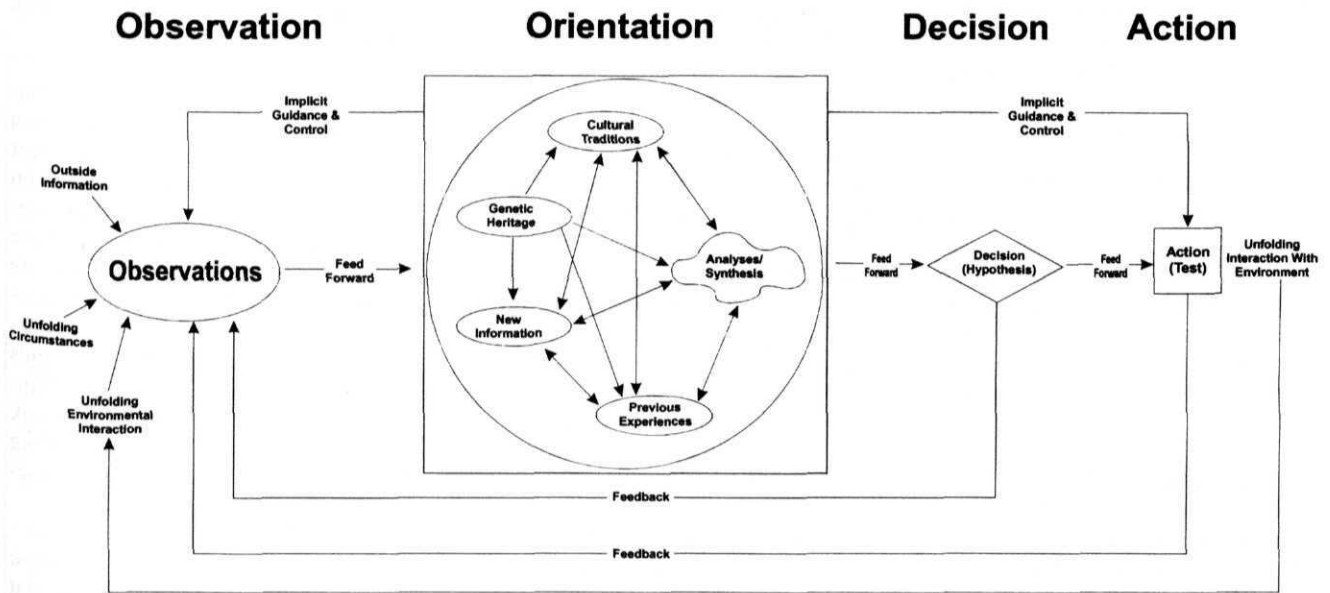 Observation
Orientation
Decision
Action
Implicit
Guidance &
Control
Implicit
Guidance &
Control
Cultural
Traditions
Outside
Information
Genetic
Heritage
Observations
Feed
Forward
Analyses/
Synthesis
Feed
Forward
Decision
(Hypothesis)
Feed
Forward
Action
(Test)
Unfolding
Interaction With
Environment
New
Information
Unfolding
Circumstances
Unfolding
Environmental
Interaction
Previous
Experiences
Feedback
Feedback